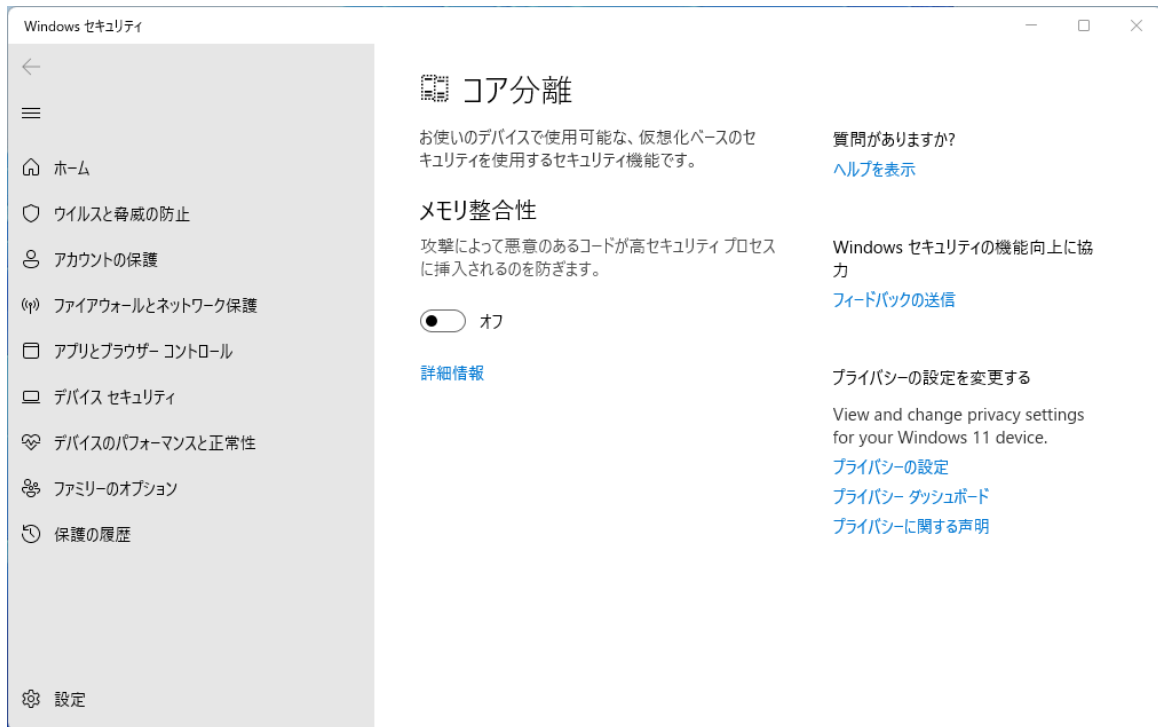 Windows セキュリティ
ホーム
ウイルスと脅威の防止
アカウントの保護
ファイアウォールとネットワーク保護
アプリとブラウザー コントロール
デバイス セキュリティ
デバイスのパフォーマンスと正常性
ファミリーのオプション
保護の履歴
設定
コア分離
お使いのデバイスで使用可能な、仮想化ベースのセ
キュリティを使用するセキュリティ機能です。
メモリ整合性
攻撃によって悪意のあるコードが高セキュリティ プロセス
に挿入されるのを防ぎます。
オフ
詳細情報
質問がありますか?
ヘルプを表示
Windows セキュリティの機能向上に協
力
フィードバックの送信
プライバシーの設定を変更する
View and change privacy settings
for your Windows 11 device.
プライバシーの設定
プライバシー ダッシュボード
プライバシーに関する声明